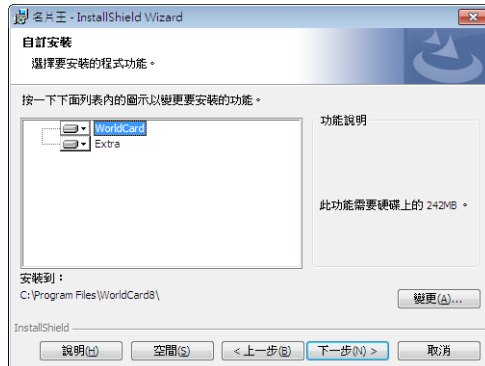 名片王 - InstallShield Wizard
自訂安裝
選擇要安裝的程式功能。
按一下下面列表內的圖示以變更要安裝的功能。
WorldCard
Extra
功能說明
此功能需要硬碟上的 242MB。
安裝到：
C:\Program Files\WorldCard8\
變更(A)...
InstallShield
說明(H)
空間(S)
< 上一步(B)
下一步(N) >
取消